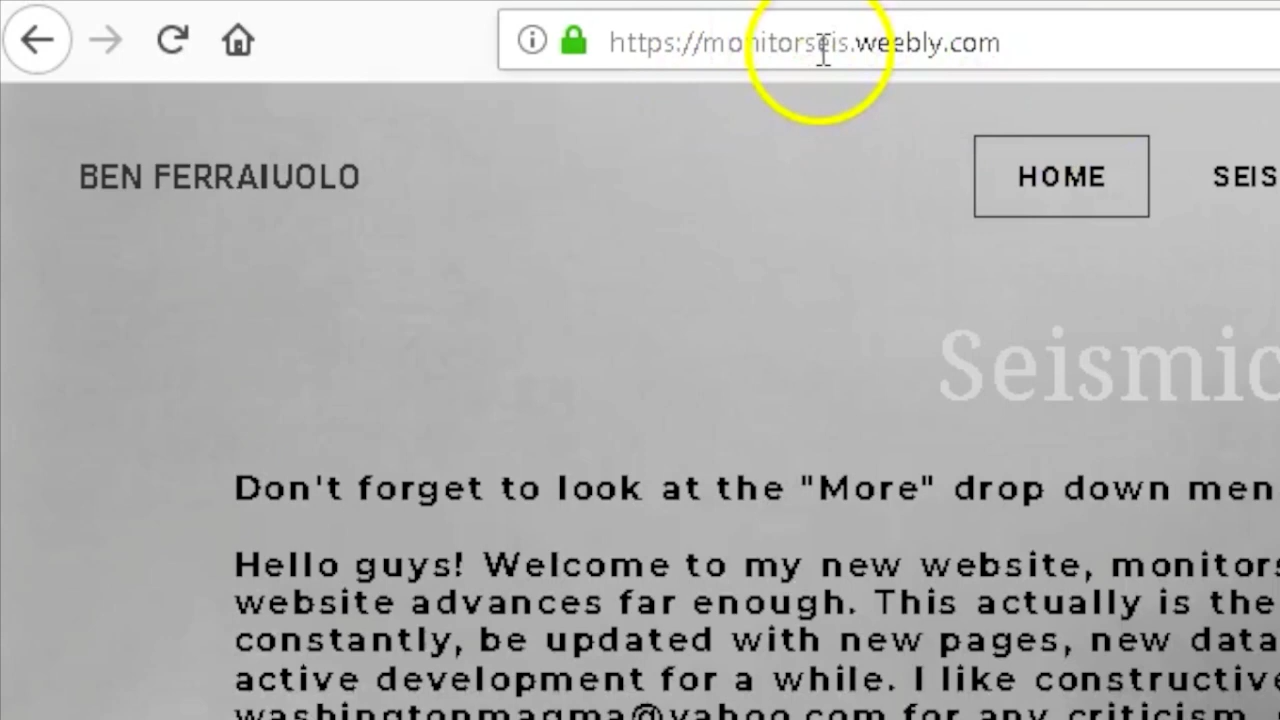 https://monitorseis.weebly.com
BEN FERRAIUOLO
HOME
SEIS
Seismic
Don't forget to look at the "More" drop down men
Hello guys! Welcome to my new website, monitors
website advances far enough. This actually is the
constantly, be updated with new pages, new data
active development for a while. I like constructive
washingtonmagma@yahoo.com for any criticism